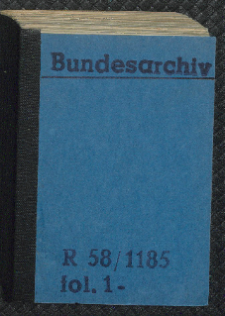 Bundesarchiv
R 58/1185
fol. 1-